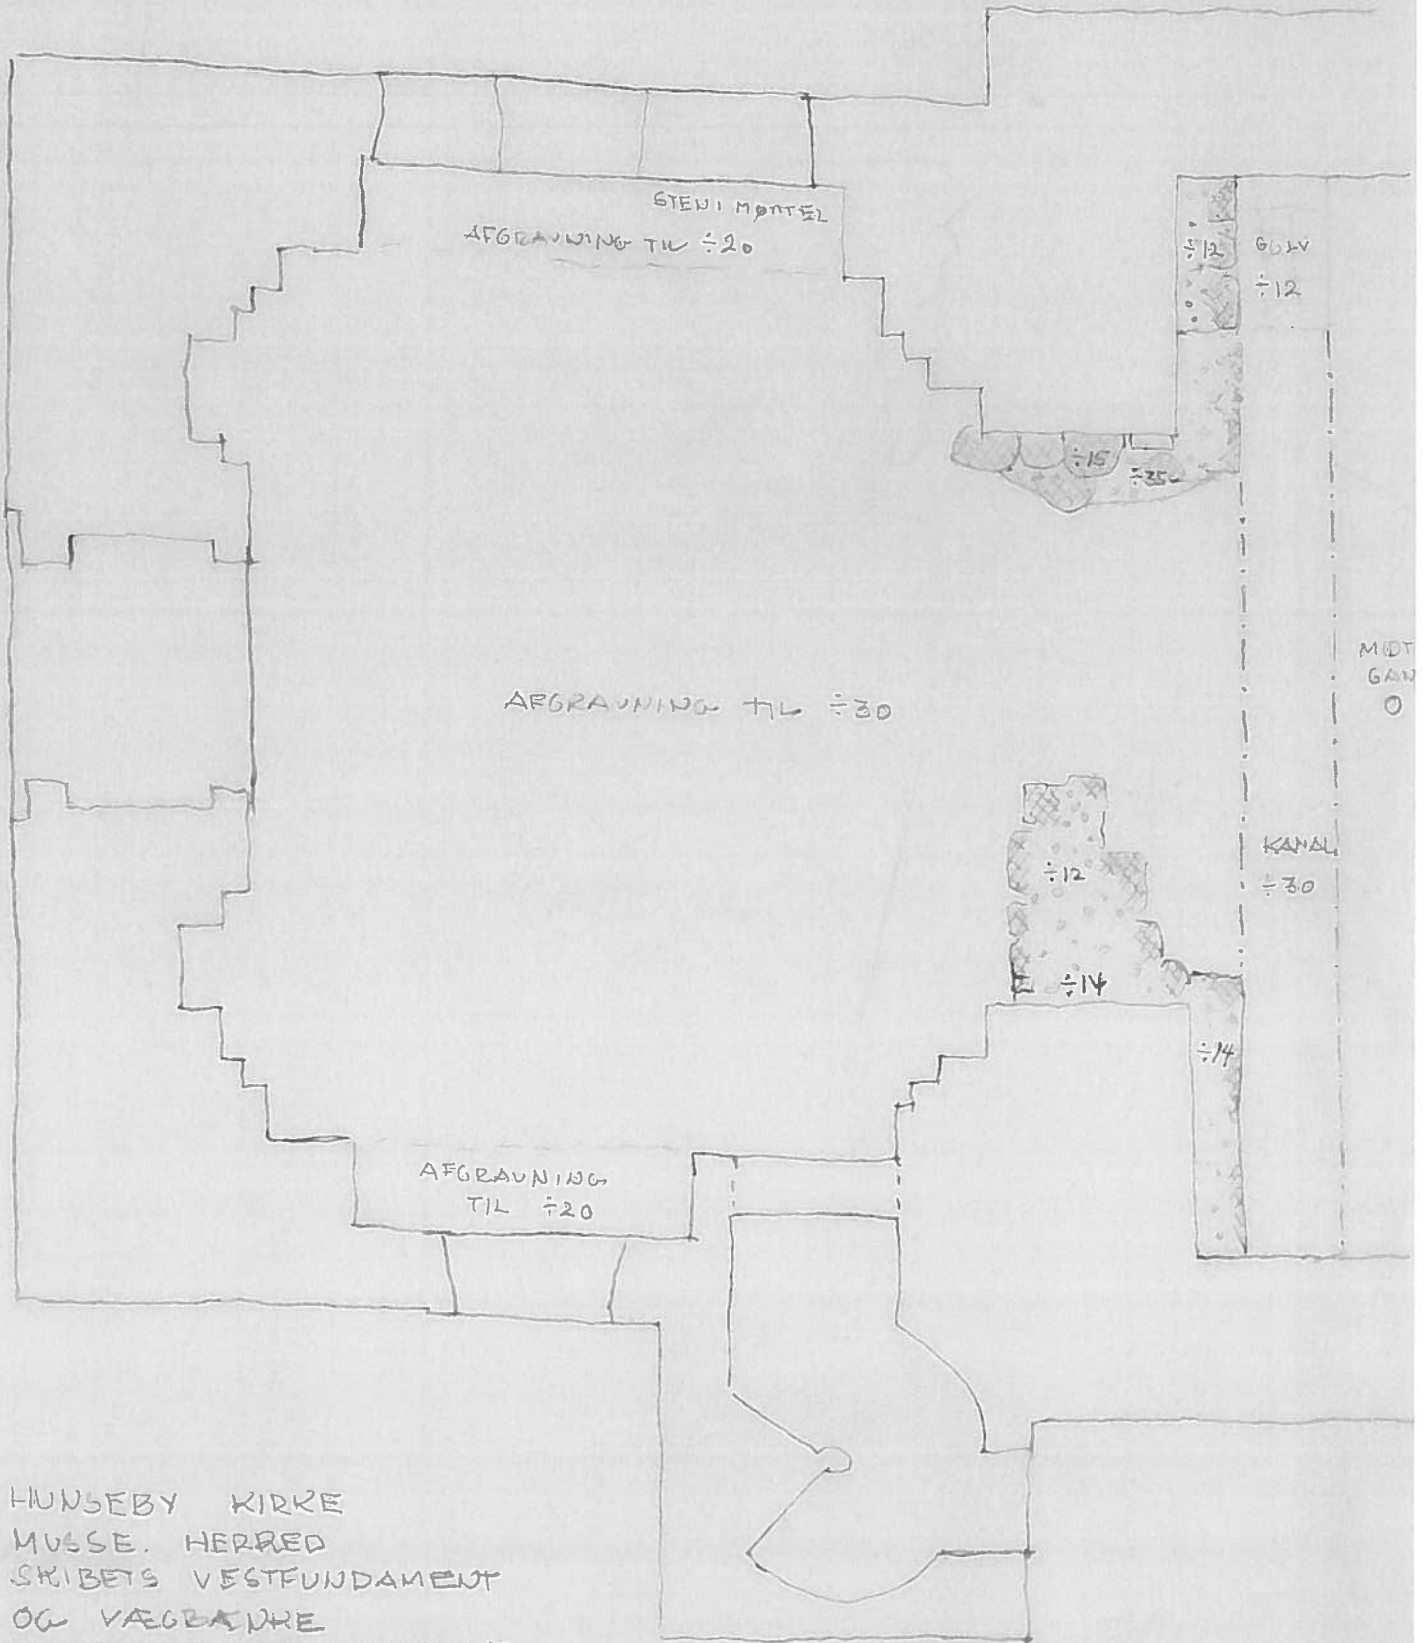 STEN I MØRTEL
AFGRAVNING TIL ÷20
÷12
GULV
÷12
÷15
÷35
MIDT
GAN
0
AFGRAVNING TIL ÷30
KANAL
÷30
÷12
÷14
÷14
AFGRAVNING
TIL ÷20
HUNSEBY KIRKE
MUSSE. HERRED
SKIBETS VESTFUNDAMENT
OG VÆGBÆNKE